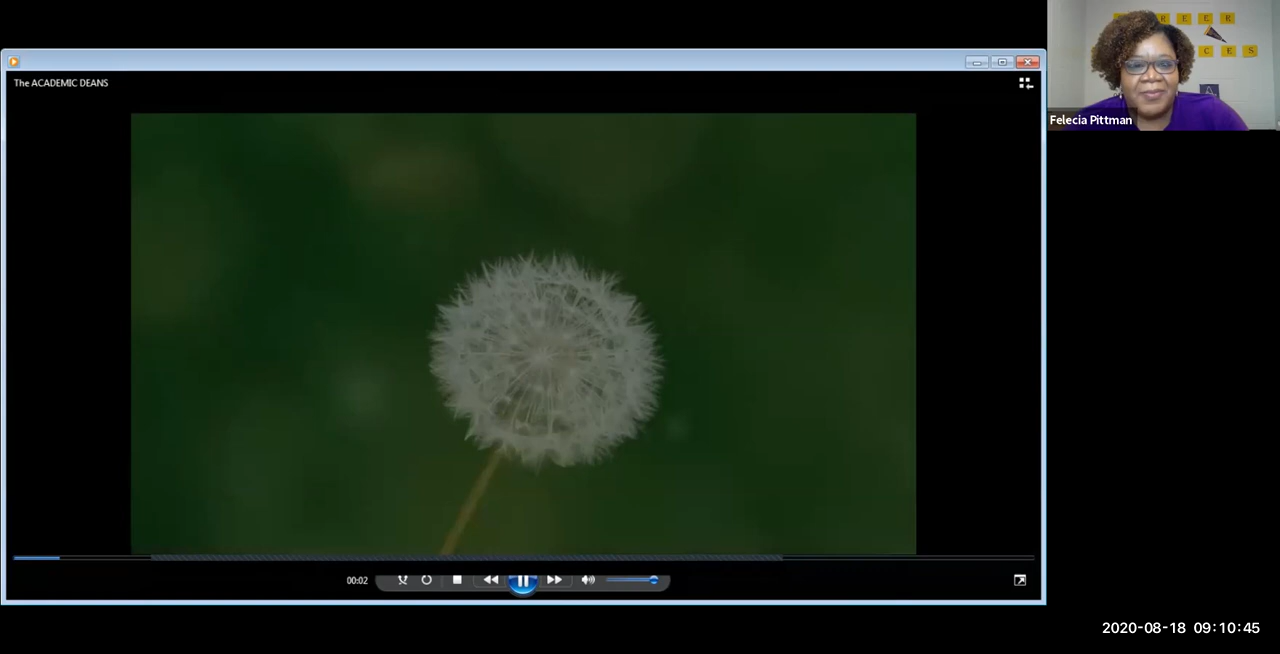 The ACADEMIC DEANS
R E E R
C E S
A
Felecia Pittman
00:02
2020-08-18 09:10:45